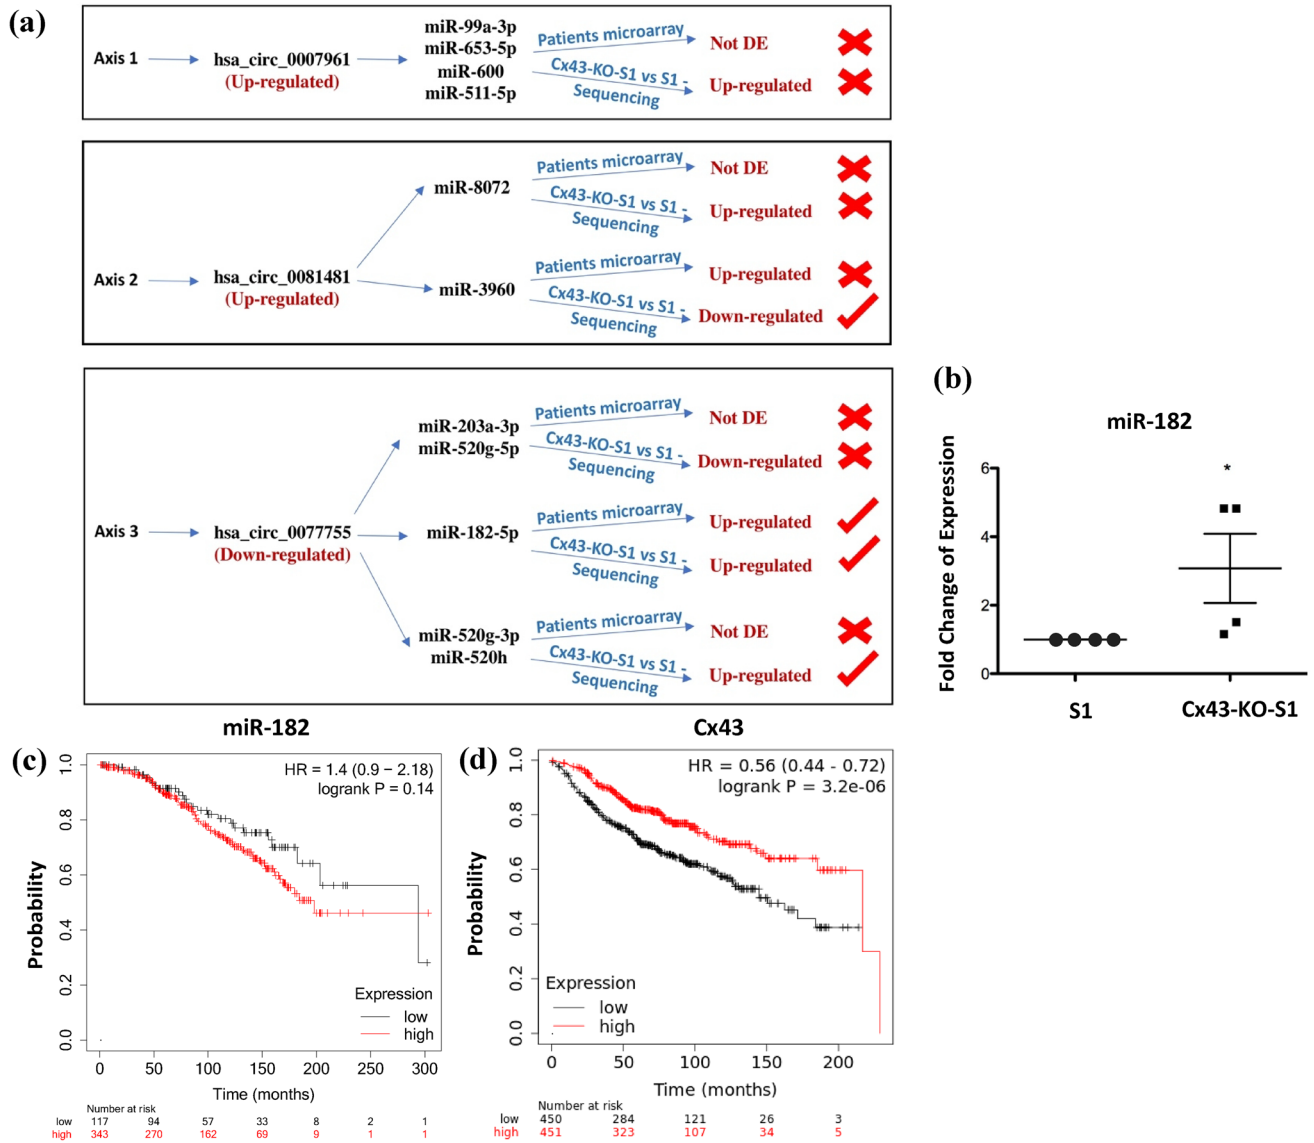 (a)
Axis 1
hsa_circ_0007961
(Up-regulated)
miR-99a-3p
miR-653-5p
miR-600
miR-511-5p
Patients microarray
Not DE
Cx43-KO-S1 vs S1 -
Sequencing
Up-regulated
Axis 2
hsa_circ_0081481
(Up-regulated)
miR-8072
Patients microarray
Not DE
Cx43-KO-S1 vs S1 -
Sequencing
Up-regulated
miR-3960
Patients microarray
Up-regulated
Cx43-KO-S1 vs S1 -
Sequencing
Down-regulated
Axis 3
hsa_circ_0077755
(Down-regulated)
miR-203a-3p
miR-520g-5p
Patients microarray
Not DE
Cx43-KO-S1 vs S1 -
Sequencing
Down-regulated
miR-182-5p
Patients microarray
Up-regulated
Cx43-KO-S1 vs S1 -
Sequencing
Up-regulated
miR-520g-3p
miR-520h
Patients microarray
Not DE
Cx43-KO-S1 vs S1 -
Sequencing
Up-regulated
(b)
miR-182
Fold Change of Expression
6
4
2
0
*
S1
Cx43-KO-S1
(c)
miR-182
HR = 1.4 (0.9 − 2.18)
logrank P = 0.14
Probability
1.0
0.8
0.6
0.4
0.2
0.0
Expression
low
high
0 50 100 150 200 250 300
Time (months)
Number at risk
low 117 94 57 33 8 2 1
high 343 270 162 69 9 1 1
(d)
Cx43
HR = 0.56 (0.44 - 0.72)
logrank P = 3.2e-06
Probability
1.0
0.8
0.6
0.4
0.2
0.0
Expression
low
high
0 50 100 150 200
Time (months)
Number at risk
low 450 284 121 26 3
high 451 323 107 34 5